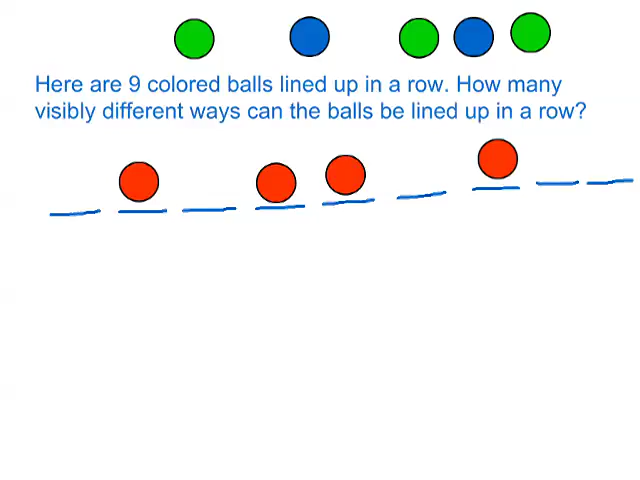 Here are 9 colored balls lined up in a row. How many
visibly different ways can the balls be lined up in a row?